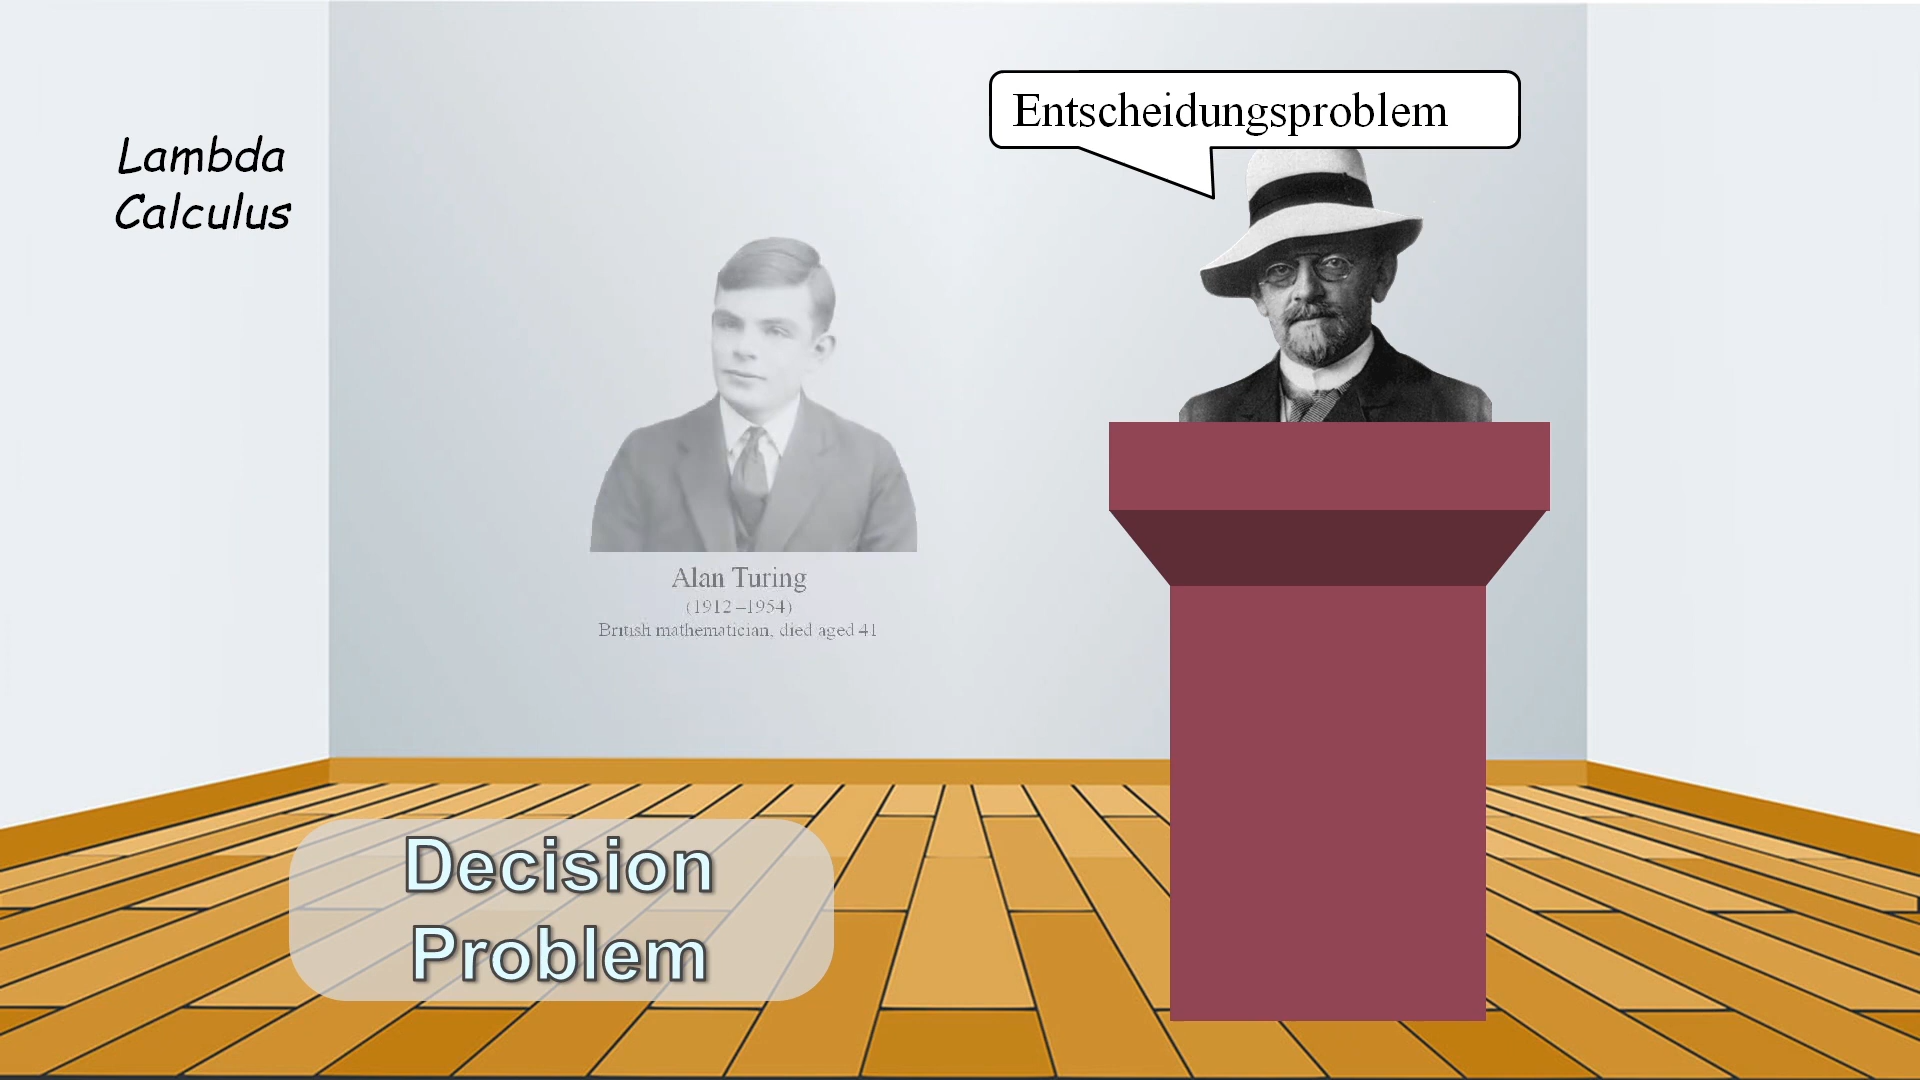 Entscheidungsproblem
Lambda
Calculus
Alan Turing
(1912–1954)
British mathematician, died aged 41
Decision
Problem